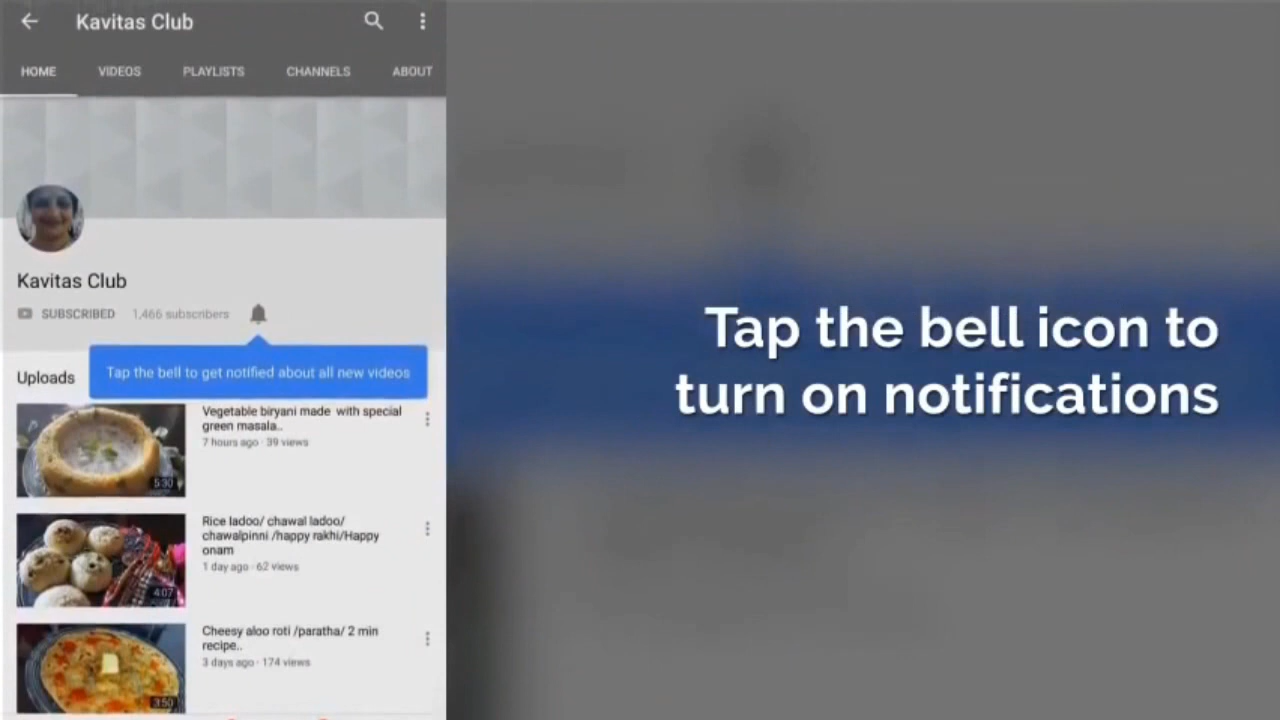 Kavitas Club
HOME VIDEOS PLAYLISTS CHANNELS ABOUT
Kavitas Club
SUBSCRIBED 1,466 subscribers
Tap the bell to get notified about all new videos
Uploads
Vegetable biryani made with special
green masala..
7 hours ago · 39 views
5:30
Rice ladoo/ chawal ladoo/
chawalpinni /happy rakhi/Happy
onam
1 day ago · 62 views
4:07
Cheesy aloo roti /paratha/ 2 min
recipe..
3 days ago · 174 views
3:50
Tap the bell icon to
turn on notifications